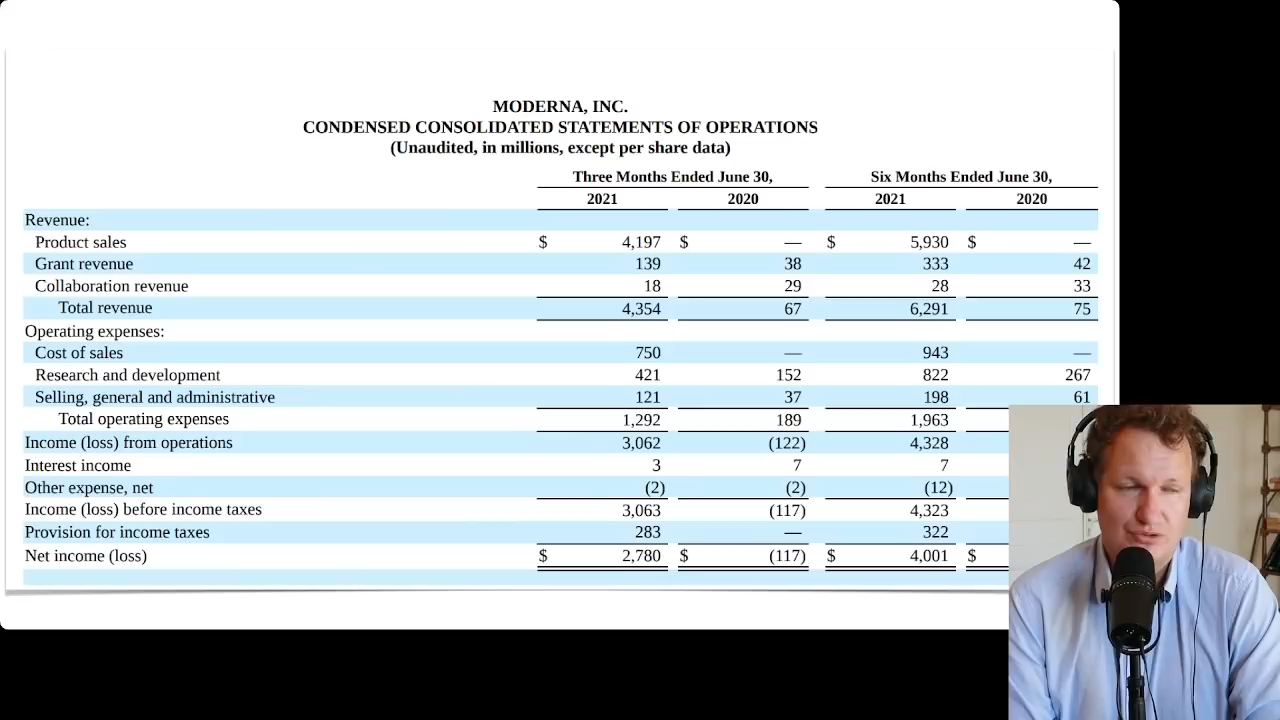 MODERNA, INC.
CONDENSED CONSOLIDATED STATEMENTS OF OPERATIONS
(Unaudited, in millions, except per share data)
Three Months Ended June 30, Six Months Ended June 30,
2021 2020 2021 2020
Revenue:
Product sales $ 4,197 $ — $ 5,930 $ —
Grant revenue 139 38 333 42
Collaboration revenue 18 29 28 33
Total revenue 4,354 67 6,291 75
Operating expenses:
Cost of sales 750 — 943 —
Research and development 421 152 822 267
Selling, general and administrative 121 37 198 61
Total operating expenses 1,292 189 1,963
Income (loss) from operations 3,062 (122) 4,328
Interest income 3 7 7
Other expense, net (2) (2) (12)
Income (loss) before income taxes 3,063 (117) 4,323
Provision for income taxes 283 — 322
Net income (loss) $ 2,780 $ (117) $ 4,001 $